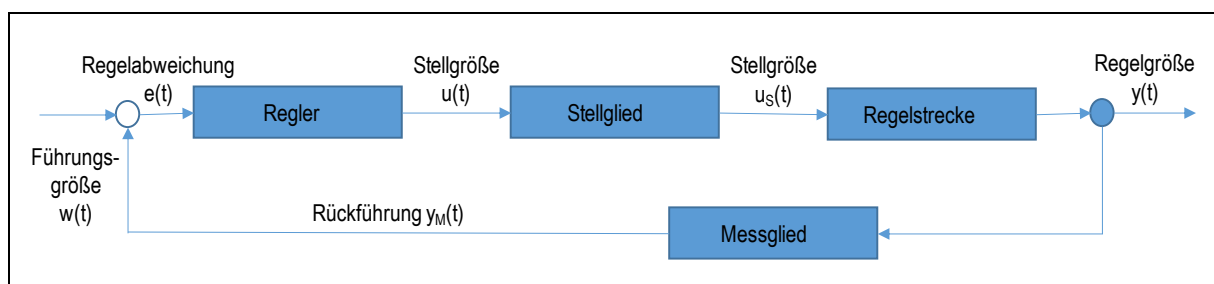 Regelabweichung
e(t)
Regler
Stellgröße
u(t)
Stellglied
Stellgröße
uS(t)
Regelstrecke
Regelgröße
y(t)
Führungs-
größe
w(t)
Rückführung yM(t)
Messglied